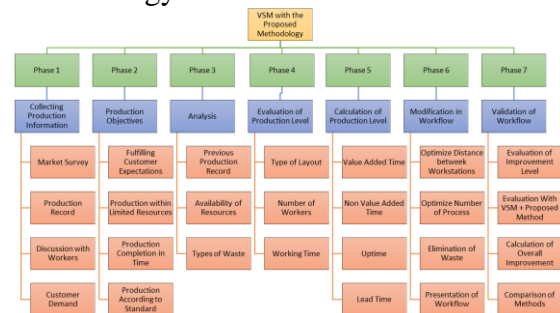 VSM with the
Proposed
Methodology
Phase 1
Phase 2
Phase 3
Phase 4
Phase 5
Phase 6
Phase 7
Collecting
Production
Information
Production
Objectives
Analysis
Evaluation of
Production Level
Calculation of
Production Level
Modification in
Workflow
Validation of
Workflow
Market Survey
Fulfilling
Customer
Expectations
Previous
Production
Record
Type of Layout
Value Added Time
Optimize Distance
betweek
Workstations
Evaluation of
Improvement
Level
Production
Record
Production within
Limited Resources
Availability of
Resources
Number of
Workers
Non Value Added
Time
Optimize Number
of Process
Evaluation With
VSM + Proposed
Method
Discussion with
Workers
Production
Completion in
Time
Types of Waste
Working Time
Uptime
Elimination of
Waste
Calculation of
Overall
Improvement
Customer
Demand
Production
According to
Standard
Lead Time
Presentation of
Workflow
Comparison of
Methods